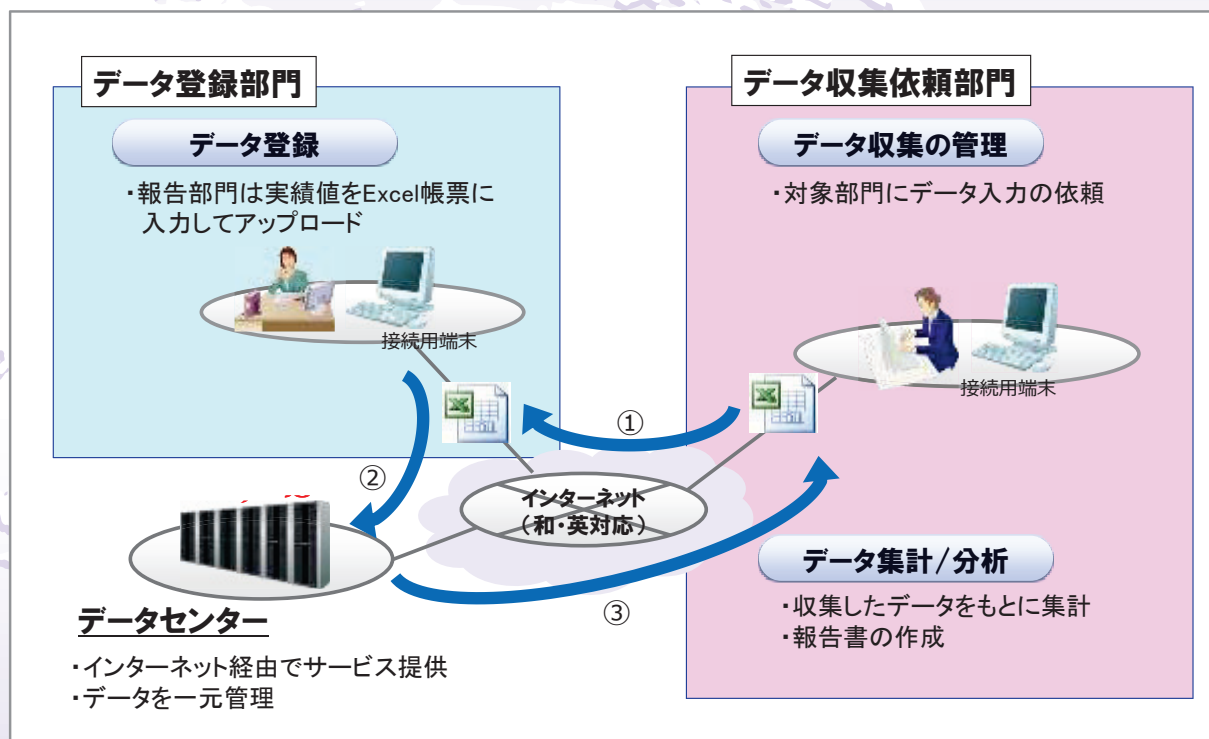 データ登録部門
データ登録
・報告部門は実績値をExcel帳票に
入力してアップロード
接続用端末
データ収集依頼部門
データ収集の管理
・対象部門にデータ入力の依頼
接続用端末
①
②
インターネット
（和・英対応）
③
データセンター
・インターネット経由でサービス提供
・データを一元管理
データ集計/分析
・収集したデータをもとに集計
・報告書の作成